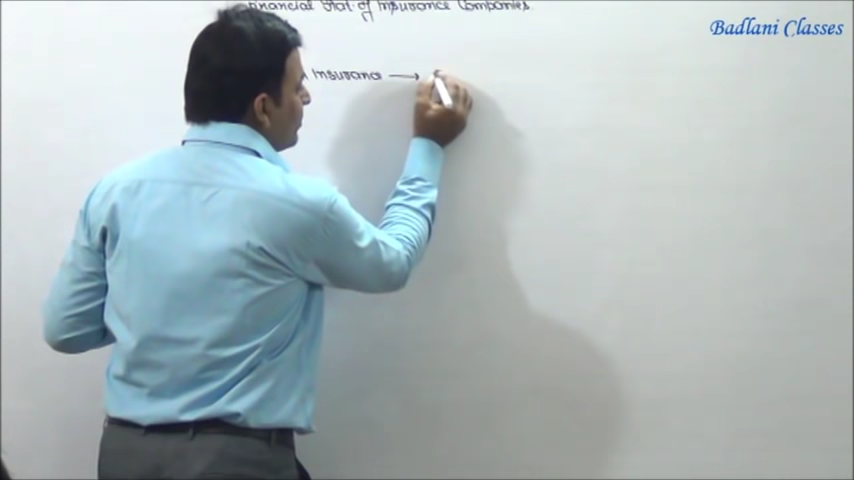 Financial Stat. of Insurance Companies.
Badlani Classes
Insurance →